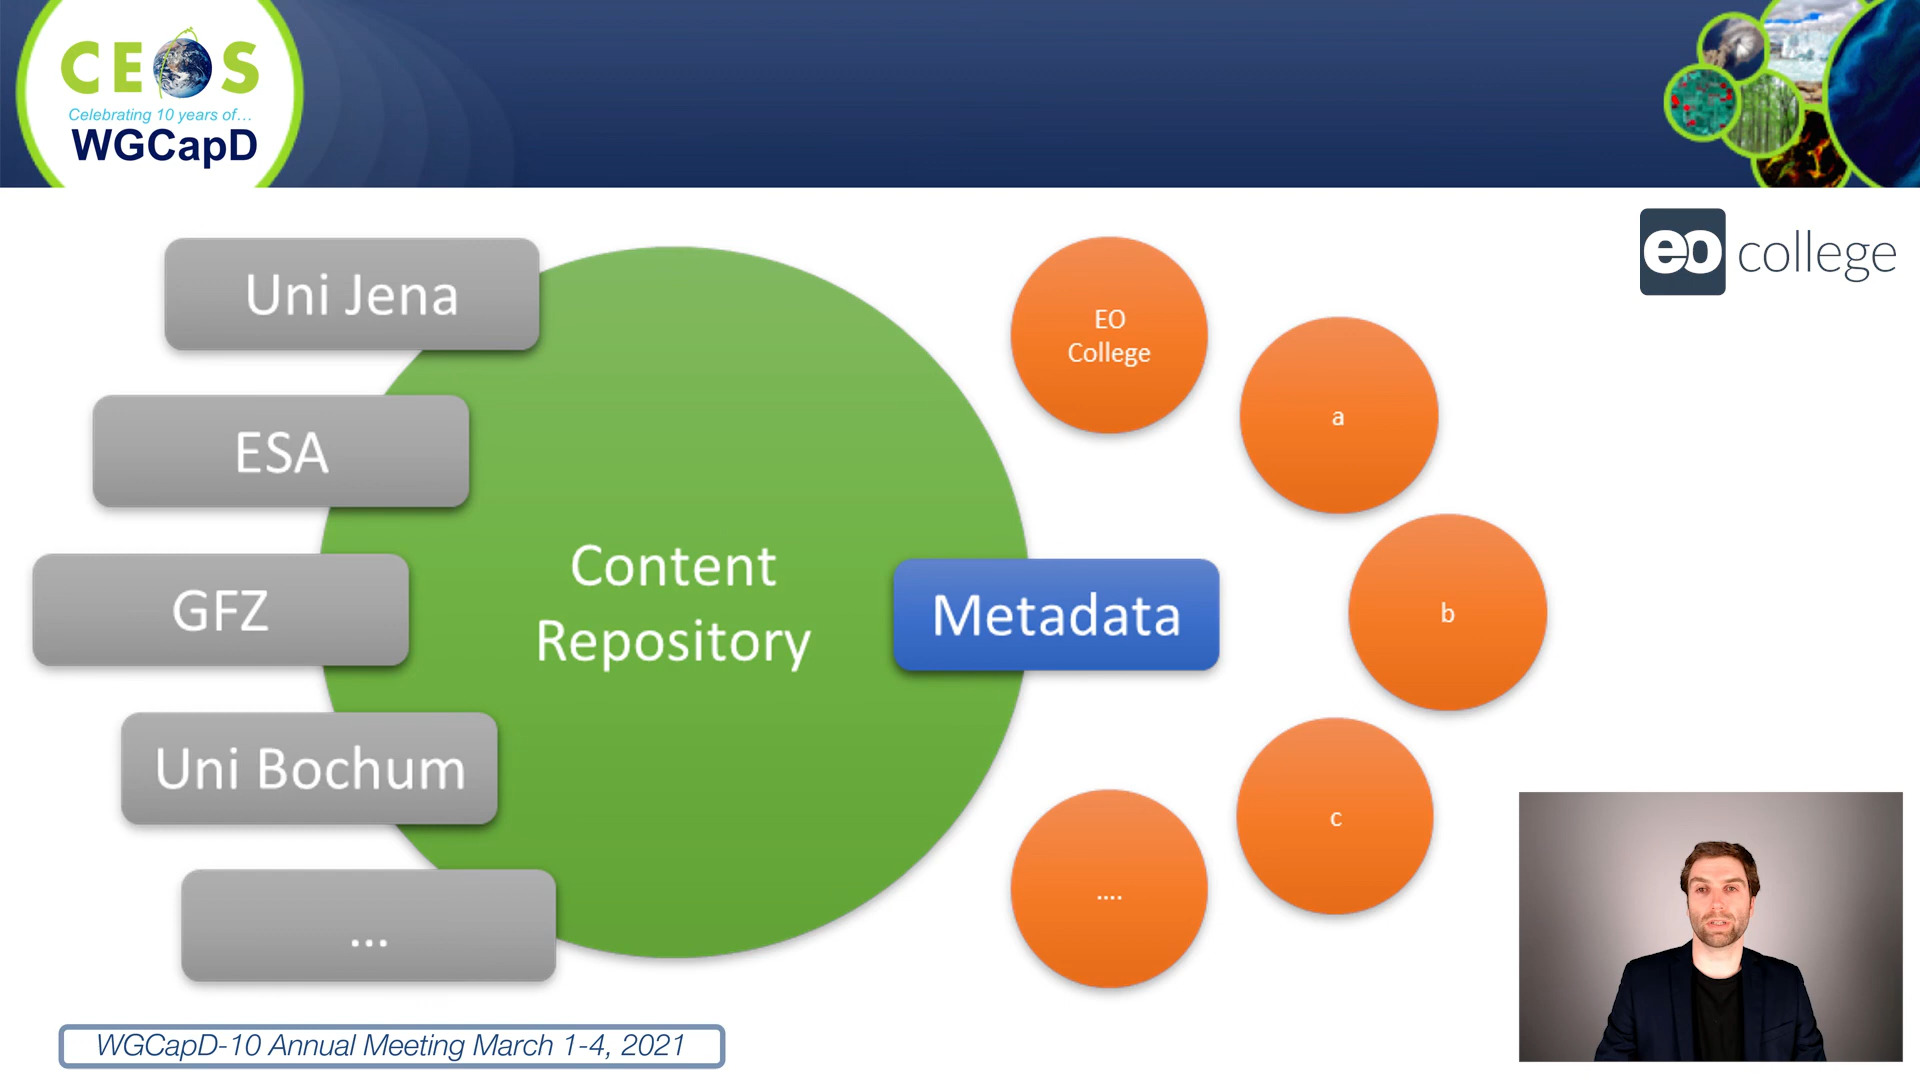 CEOS
Celebrating 10 years of...
WGCapD
eo college
Uni Jena
ESA
GFZ
Uni Bochum
...
Content
Repository
Metadata
EO
College
a
b
c
....
WGCapD-10 Annual Meeting March 1-4, 2021